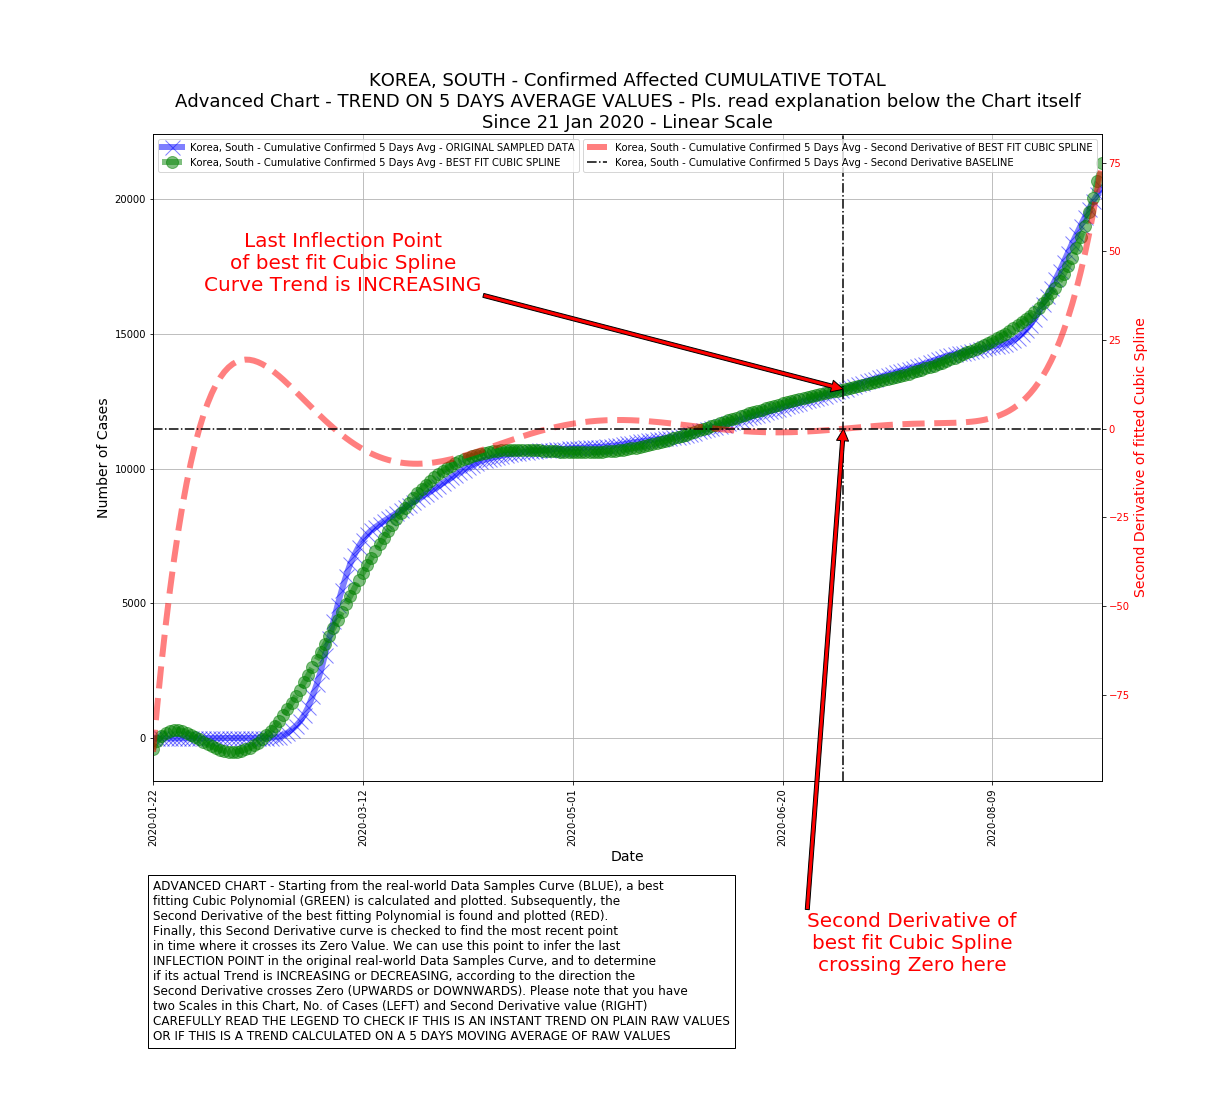 KOREA, SOUTH - Confirmed Affected CUMULATIVE TOTAL
Advanced Chart - TREND ON 5 DAYS AVERAGE VALUES - Pls. read explanation below the Chart itself
Since 21 Jan 2020 - Linear Scale
Korea, South - Cumulative Confirmed 5 Days Avg - ORIGINAL SAMPLED DATA
Korea, South - Cumulative Confirmed 5 Days Avg - BEST FIT CUBIC SPLINE
Korea, South - Cumulative Confirmed 5 Days Avg - Second Derivative of BEST FIT CUBIC SPLINE
Korea, South - Cumulative Confirmed 5 Days Avg - Second Derivative BASELINE
Last Inflection Point
of best fit Cubic Spline
Curve Trend is INCREASING
Number of Cases
20000
15000
10000
5000
0
75
50
25
0
−25
−50
−75
Second Derivative of fitted Cubic Spline
2020-01-22
2020-03-12
2020-05-01
2020-06-20
2020-08-09
Date
Second Derivative of
best fit Cubic Spline
crossing Zero here
ADVANCED CHART - Starting from the real-world Data Samples Curve (BLUE), a best
fitting Cubic Polynomial (GREEN) is calculated and plotted. Subsequently, the
Second Derivative of the best fitting Polynomial is found and plotted (RED).
Finally, this Second Derivative curve is checked to find the most recent point
in time where it crosses its Zero Value. We can use this point to infer the last
INFLECTION POINT in the original real-world Data Samples Curve, and to determine
if its actual Trend is INCREASING or DECREASING, according to the direction the
Second Derivative crosses Zero (UPWARDS or DOWNWARDS). Please note that you have
two Scales in this Chart, No. of Cases (LEFT) and Second Derivative value (RIGHT)
CAREFULLY READ THE LEGEND TO CHECK IF THIS IS AN INSTANT TREND ON PLAIN RAW VALUES
OR IF THIS IS A TREND CALCULATED ON A 5 DAYS MOVING AVERAGE OF RAW VALUES